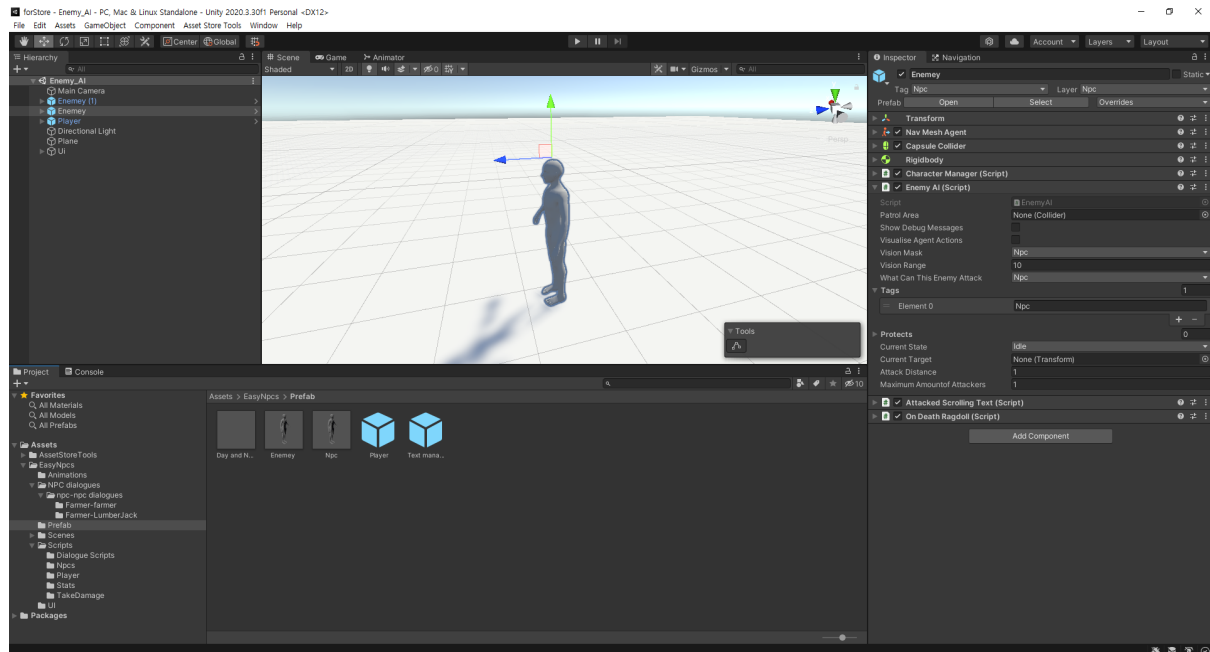 forStore - Enemy_AI - PC, Mac & Linux Standalone - Unity 2020.3.30f1 Personal <DX12>
File Edit Assets GameObject Component Asset Store Tools Window Help
Center Global
Account Layers Layout
Hierarchy
All
Enemy_AI
Main Camera
Enemey (1)
Enemey
Player
Directional Light
Plane
Ui
Scene Game Animator
Shaded 2D 0 Gizmos All
Persp
Tools
Project Console
10
Favorites
All Materials
All Models
All Prefabs
Assets
AssetStoreTools
EasyNpcs
Animations
NPC dialogues
npc-npc dialogues
Farmer-farmer
Farmer-LumberJack
Prefab
Scenes
Scripts
Dialogue Scripts
Npcs
Player
Stats
TakeDamage
UI
Packages
Assets > EasyNpcs > Prefab
Day and N... Enemey Npc Player Text mana...
Inspector Navigation
Enemey Static
Tag Npc Layer Npc
Prefab Open Select Overrides
Transform
Nav Mesh Agent
Capsule Collider
Rigidbody
Character Manager (Script)
Enemy AI (Script)
Script EnemyAI
Patrol Area None (Collider)
Show Debug Messages
Visualise Agent Actions
Vision Mask Npc
Vision Range 10
What Can This Enemy Attack Npc
Tags 1
Element 0 Npc
+ -
Protects 0
Current State Idle
Current Target None (Transform)
Attack Distance 1
Maximum Amountof Attackers 1
Attacked Scrolling Text (Script)
On Death Ragdoll (Script)
Add Component